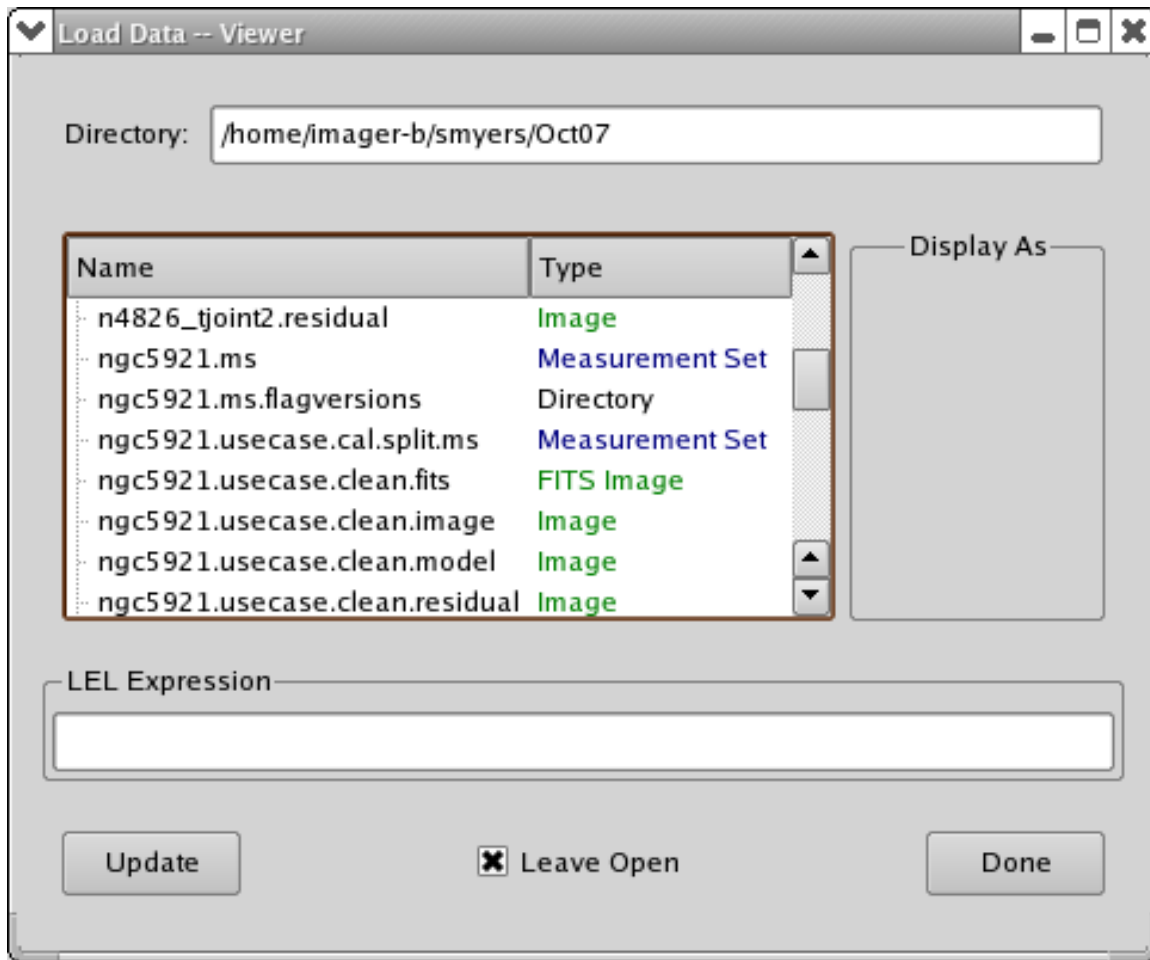 Load Data -- Viewer
Directory: /home/imager-b/smyers/Oct07
Name Type
n4826_tjoint2.residual Image
ngc5921.ms Measurement Set
ngc5921.ms.flagversions Directory
ngc5921.usecase.cal.split.ms Measurement Set
ngc5921.usecase.clean.fits FITS Image
ngc5921.usecase.clean.image Image
ngc5921.usecase.clean.model Image
ngc5921.usecase.clean.residual Image
Display As
LEL Expression
Update Leave Open Done